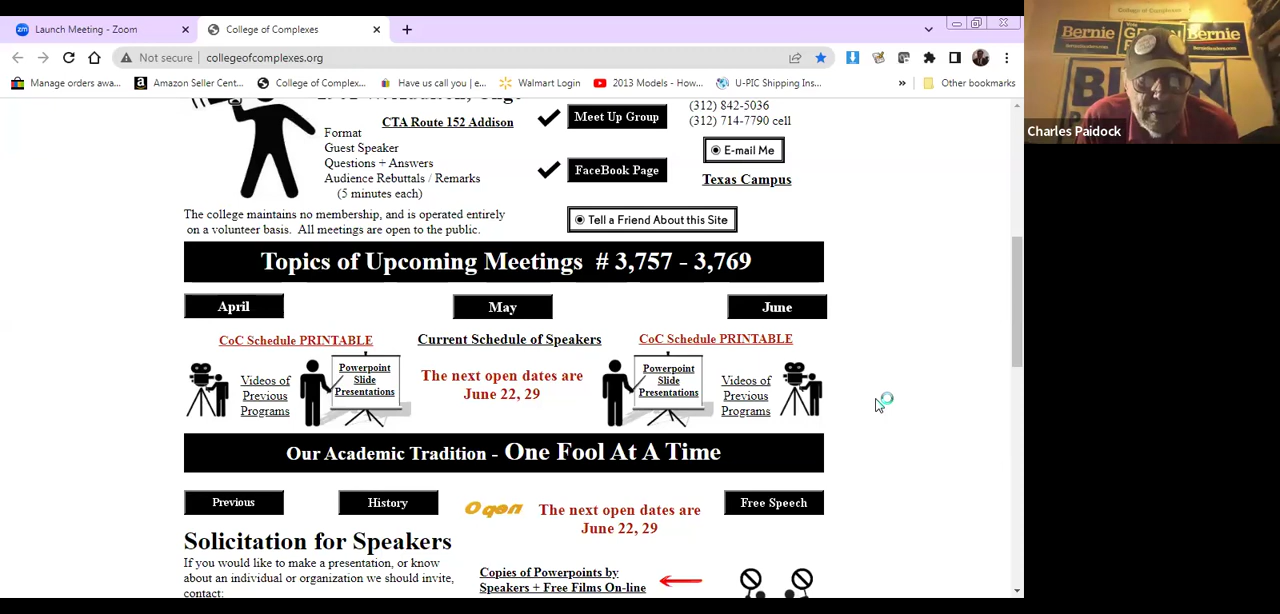 Launch Meeting - Zoom
College of Complexes
Not secure
collegeofcomplexes.org
Manage orders awa...
Amazon Seller Cent...
College of Complex...
Have us call you | e...
Walmart Login
2013 Models - How...
U-PIC Shipping Ins...
Other bookmarks
CTA Route 152 Addison
Format
Guest Speaker
Questions + Answers
Audience Rebuttals / Remarks
(5 minutes each)
Meet Up Group
FaceBook Page
(312) 842-5036
(312) 714-7790 cell
E-mail Me
Texas Campus
The college maintains no membership, and is operated entirely
on a volunteer basis. All meetings are open to the public.
Tell a Friend About this Site
Topics of Upcoming Meetings # 3,757 - 3,769
April
May
June
CoC Schedule PRINTABLE
Current Schedule of Speakers
CoC Schedule PRINTABLE
Videos of
Previous
Programs
Powerpoint
Slide
Presentations
The next open dates are
June 22, 29
Powerpoint
Slide
Presentations
Videos of
Previous
Programs
Our Academic Tradition - One Fool At A Time
Previous
History
Open
The next open dates are
June 22, 29
Free Speech
Solicitation for Speakers
If you would like to make a presentation, or know
about an individual or organization we should invite,
contact:
Copies of Powerpoints by
Speakers + Free Films On-line
College of Complexes
Bernie
Bernie
Charles Paidock